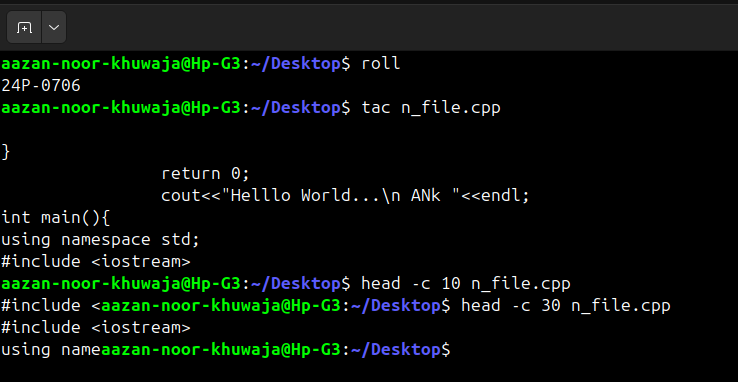 aazan-noor-khuwaja@Hp-G3:~/Desktop$ roll
24P-0706
aazan-noor-khuwaja@Hp-G3:~/Desktop$ tac n_file.cpp

}
                return 0;
                cout<<"Helllo World...\n ANk "<<endl;
int main(){
using namespace std;
#include <iostream>
aazan-noor-khuwaja@Hp-G3:~/Desktop$ head -c 10 n_file.cpp
#include <aazan-noor-khuwaja@Hp-G3:~/Desktop$ head -c 30 n_file.cpp
#include <iostream>
using nameaazan-noor-khuwaja@Hp-G3:~/Desktop$